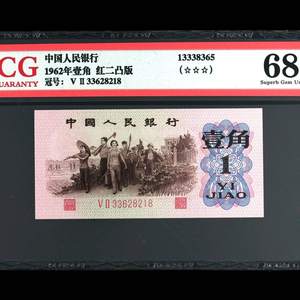 CG
UARANTY
中国人民银行
1962年壹角 红二凸版
冠号: V II 33628218
13338365
(☆☆☆)
68
Superb Gem Unc
中國人民銀行
壹角
1
YI
JIAO
V II 33628218